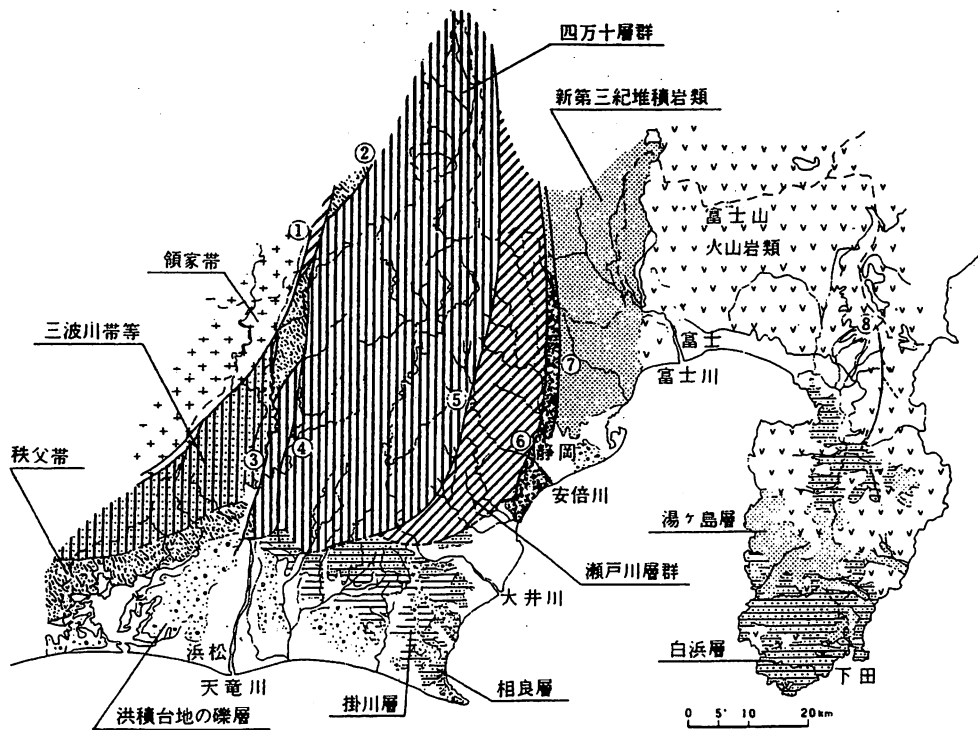 四万十層群
新第三紀堆積岩類
②
①
富士山
火山岩類
領家帯
三波川帯等
⑧
富士
⑦
富士川
⑤
秩父帯
③
④
⑥
静岡
安倍川
湯ヶ島層
瀬戸川層群
大井川
浜松
白浜層
下田
天竜川
相良層
掛川層
洪積台地の礫層
0 5 10 20km